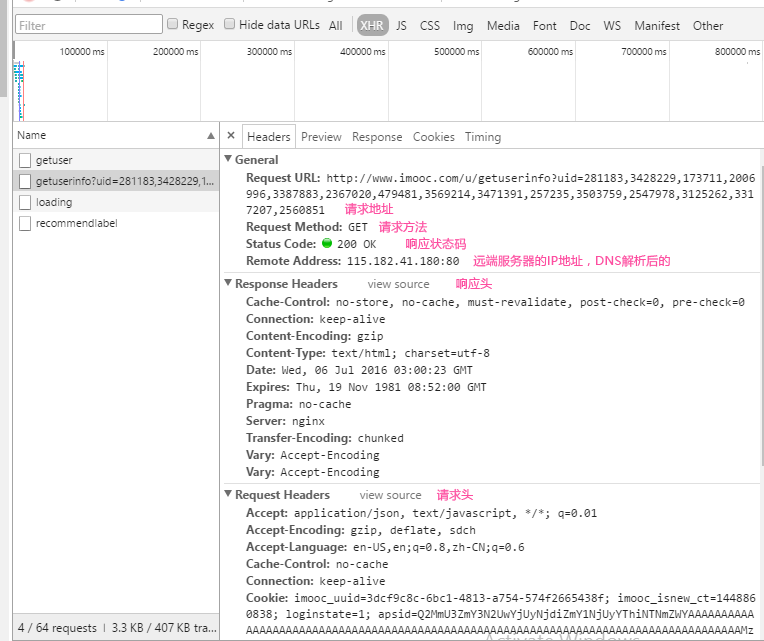 Filter
Regex
Hide data URLs
All
XHR
JS
CSS
Img
Media
Font
Doc
WS
Manifest
Other
100000 ms
200000 ms
300000 ms
400000 ms
500000 ms
600000 ms
700000 ms
800000 ms
Name
getuser
getuserinfo?uid=281183,3428229,1...
loading
recommendlabel
4 / 64 requests | 3.3 KB / 407 KB tra...
× Headers Preview Response Cookies Timing
General
Request URL: http://www.imooc.com/u/getuserinfo?uid=281183,3428229,173711,2006
996,3387883,2367020,479481,3569214,3471391,257235,3503759,2547978,3125262,331
7207,2560851 请求地址
Request Method: GET 请求方法
Status Code: 200 OK 响应状态码
Remote Address: 115.182.41.180:80 远端服务器的IP地址，DNS解析后的
Response Headers view source 响应头
Cache-Control: no-store, no-cache, must-revalidate, post-check=0, pre-check=0
Connection: keep-alive
Content-Encoding: gzip
Content-Type: text/html; charset=utf-8
Date: Wed, 06 Jul 2016 03:00:23 GMT
Expires: Thu, 19 Nov 1981 08:52:00 GMT
Pragma: no-cache
Server: nginx
Transfer-Encoding: chunked
Vary: Accept-Encoding
Vary: Accept-Encoding
Request Headers view source 请求头
Accept: application/json, text/javascript, */*; q=0.01
Accept-Encoding: gzip, deflate, sdch
Accept-Language: en-US,en;q=0.8,zh-CN;q=0.6
Cache-Control: no-cache
Connection: keep-alive
Cookie: imooc_uuid=3dcf9c8c-6bc1-4813-a754-574f2665438f; imooc_isnew_ct=144886
0838; loginstate=1; apsid=Q2MmU3ZmY3N2UwYjUyNjdiZmY1NjUyYThiNTNmZWYAAAAAAAAAAA